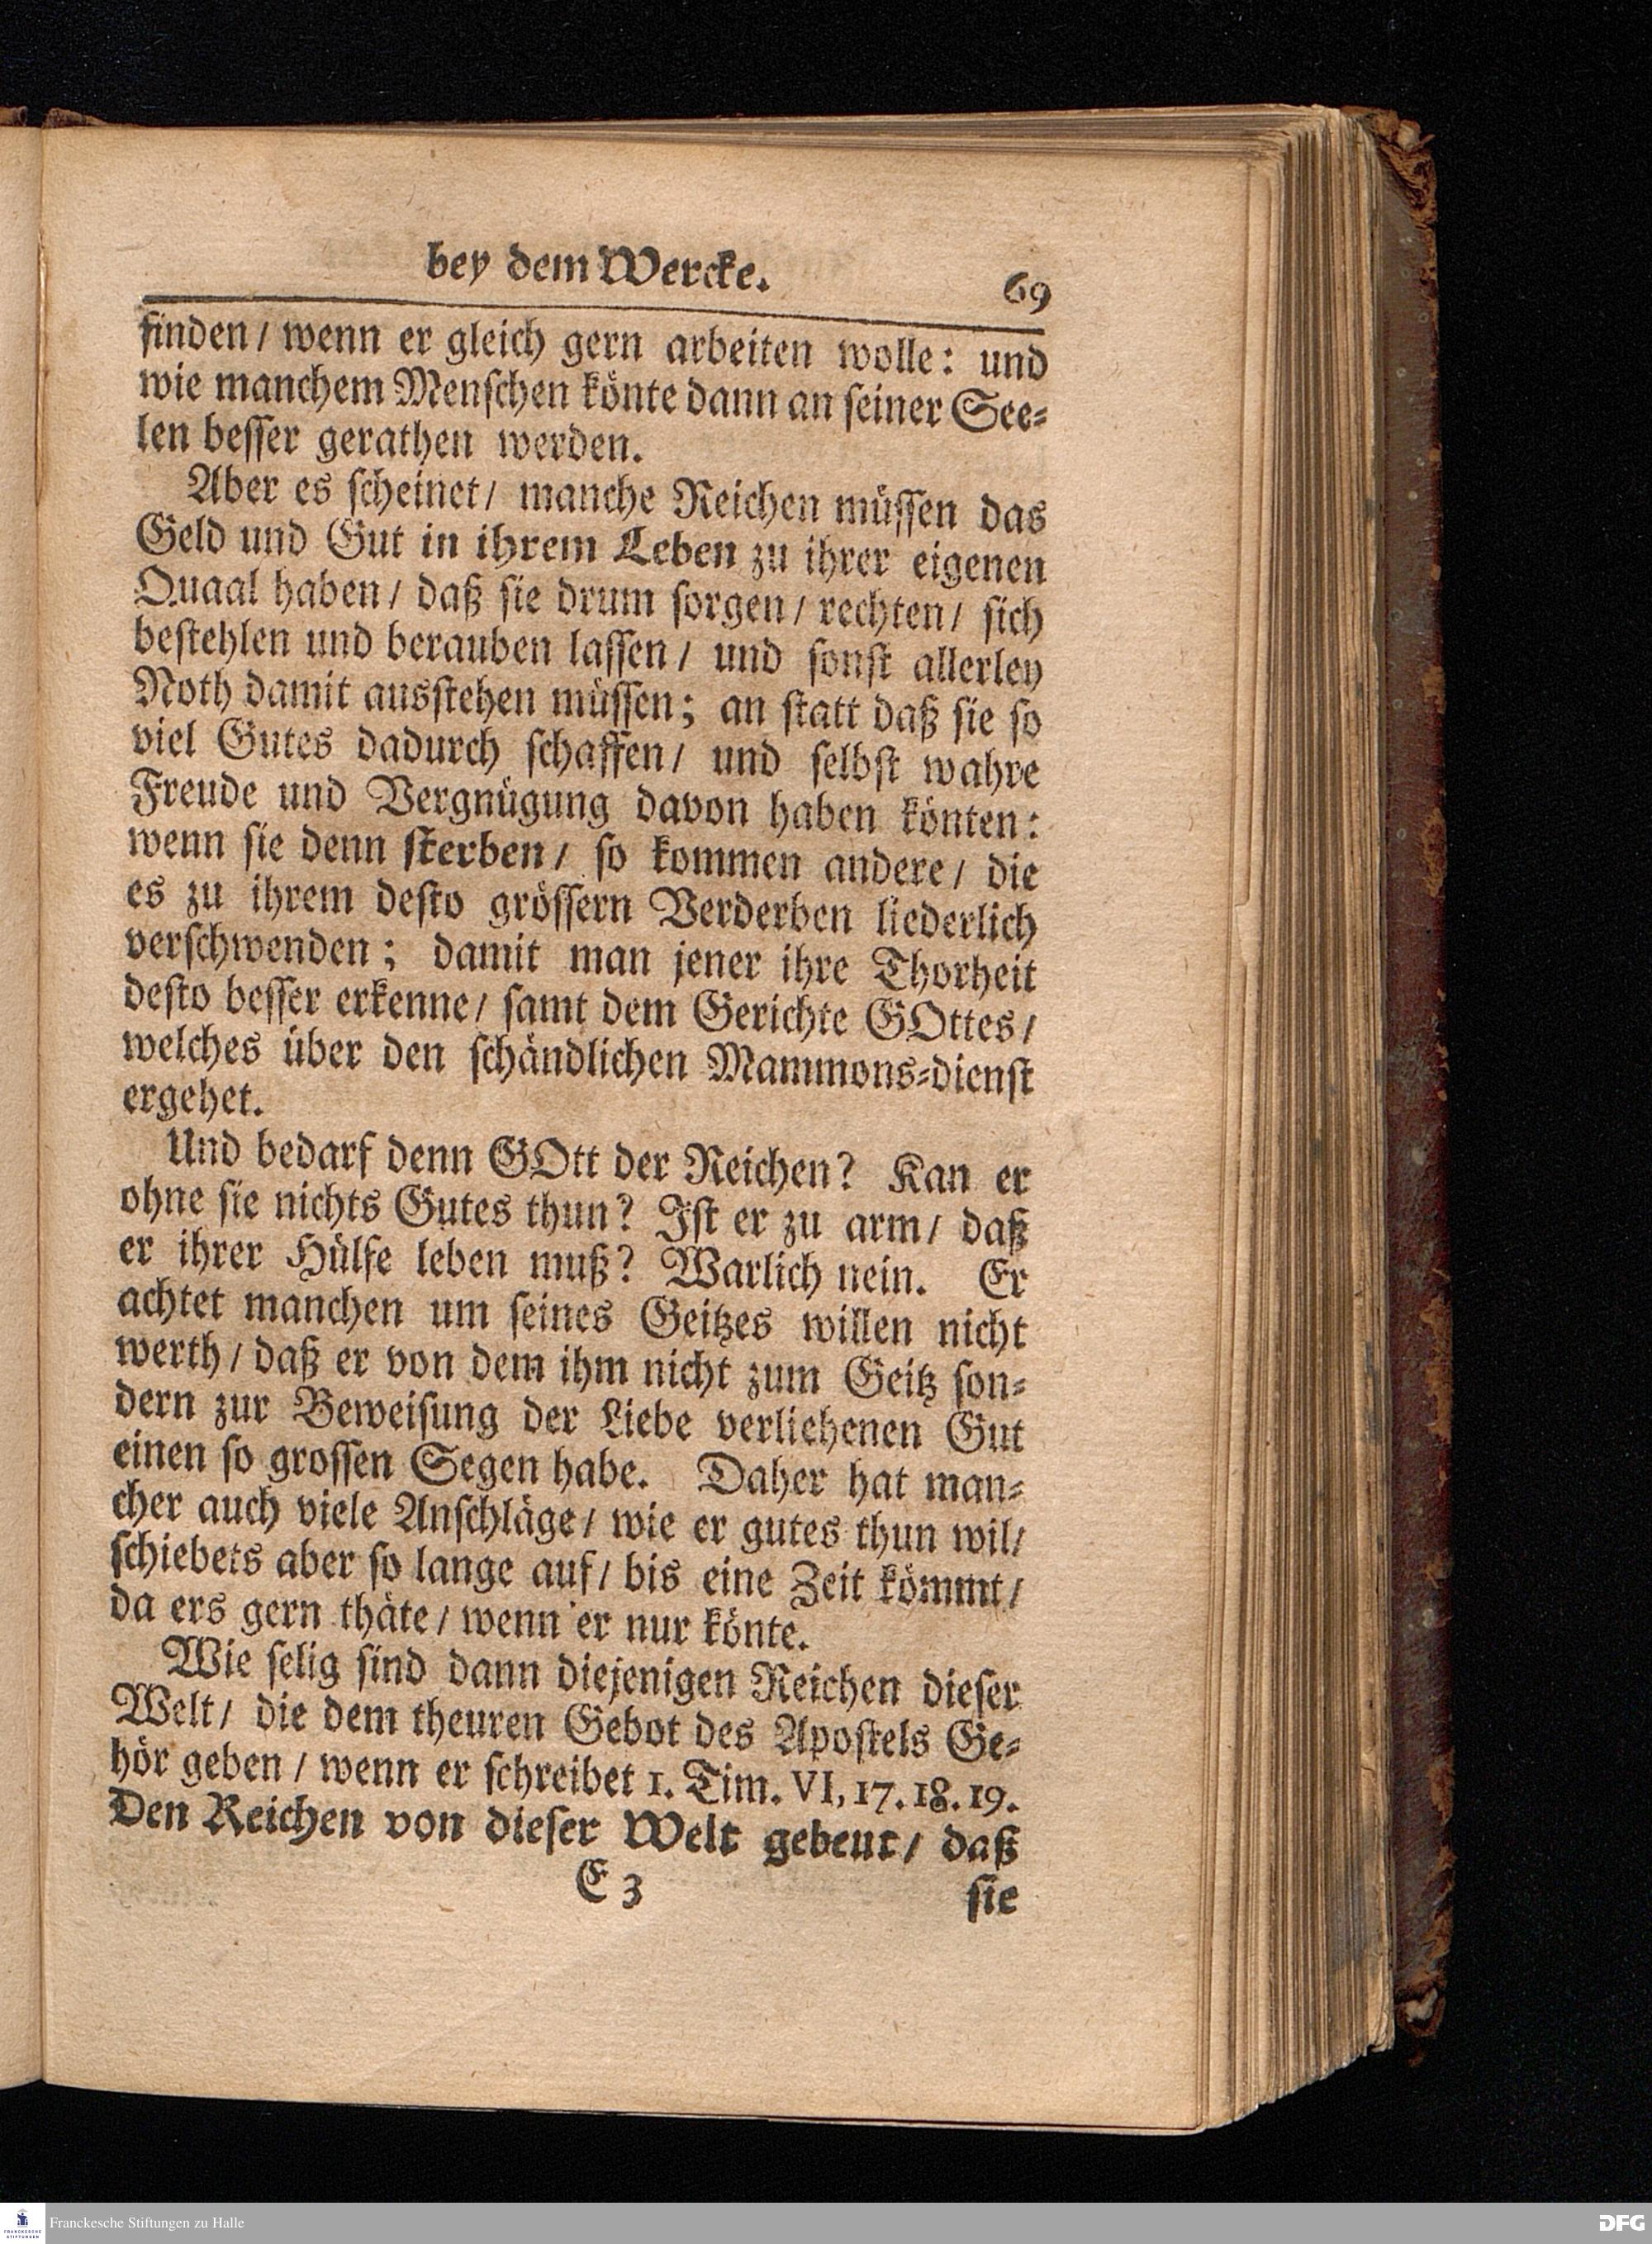 bey dem Wercke. 69
finden / wenn er gleich gern arbeiten wolle: und
wie manchem Menſchen könte dann an ſeiner See-
len beſſer gerathen werden.
Aber es ſcheinet / manche Reichen müſſen das
Geld und Gut in ihrem Leben zu ihrer eigenen
Quaal haben / daß ſie drum ſorgen / rechten / ſich
beſtehlen und berauben laſſen / und ſonſt allerley
Noth damit ausſtehen müſſen; an ſtatt daß ſie ſo
viel Gutes dadurch ſchaffen / und ſelbſt wahre
Freude und Vergnügung davon haben könten:
wenn ſie denn ſterben / ſo kommen andere / die
es zu ihrem deſto gröſſern Verderben liederlich
verſchwenden; damit man jener ihre Thorheit
deſto beſſer erkenne / ſamt dem Gerichte GOttes /
welches über den ſchändlichen Mammons-dienſt
ergehet.
Und bedarf denn GOtt der Reichen? Kan er
ohne ſie nichts Gutes thun? Iſt er zu arm / daß
er ihrer Hülfe leben muß? Warlich nein. Er
achtet manchen um ſeines Geitzes willen nicht
werth / daß er von dem ihm nicht zum Geitz ſon-
dern zur Beweiſung der Liebe verliehenen Gut
einen ſo groſſen Segen habe. Daher hat man-
cher auch viele Anſchläge / wie er gutes thun wil /
ſchiebets aber ſo lange auf / bis eine Zeit kömmt /
da ers gern thäte / wenn er nur könte.
Wie ſelig ſind dann diejenigen Reichen dieſer
Welt / die dem theuren Gebot des Apoſtels Ge-
hör geben / wenn er ſchreibet 1. Tim. VI, 17. 18. 19.
Den Reichen von dieſer Welt gebeut / daß
E 3 ſie
FRANCKESCHE STIFTUNGEN
Franckesche Stiftungen zu Halle
DFG